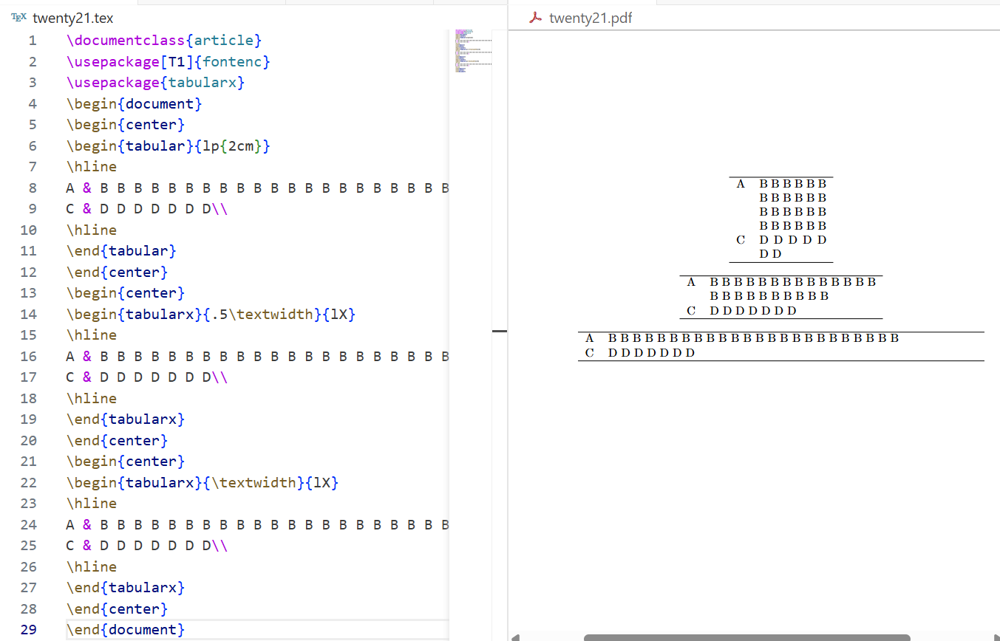 TEX twenty21.tex
1 \documentclass{article}
2 \usepackage[T1]{fontenc}
3 \usepackage{tabularx}
4 \begin{document}
5 \begin{center}
6 \begin{tabular}{lp{2cm}}
7 \hline
8 A & B B B B B B B B B B B B B B B B B B B B B
9 C & D D D D D D D\\
10 \hline
11 \end{tabular}
12 \end{center}
13 \begin{center}
14 \begin{tabularx}{.5\textwidth}{lX}
15 \hline
16 A & B B B B B B B B B B B B B B B B B B B B B
17 C & D D D D D D D\\
18 \hline
19 \end{tabularx}
20 \end{center}
21 \begin{center}
22 \begin{tabularx}{\textwidth}{lX}
23 \hline
24 A & B B B B B B B B B B B B B B B B B B B B B
25 C & D D D D D D D\\
26 \hline
27 \end{tabularx}
28 \end{center}
29 \end{document}
twenty21.pdf
A B B B B B B
B B B B B B
B B B B B B
B B B B B B
C D D D D D
D D
A B B B B B B B B B B B B B B
B B B B B B B B B B
C D D D D D D D
A B B B B B B B B B B B B B B B B B B B B B B B B
C D D D D D D D